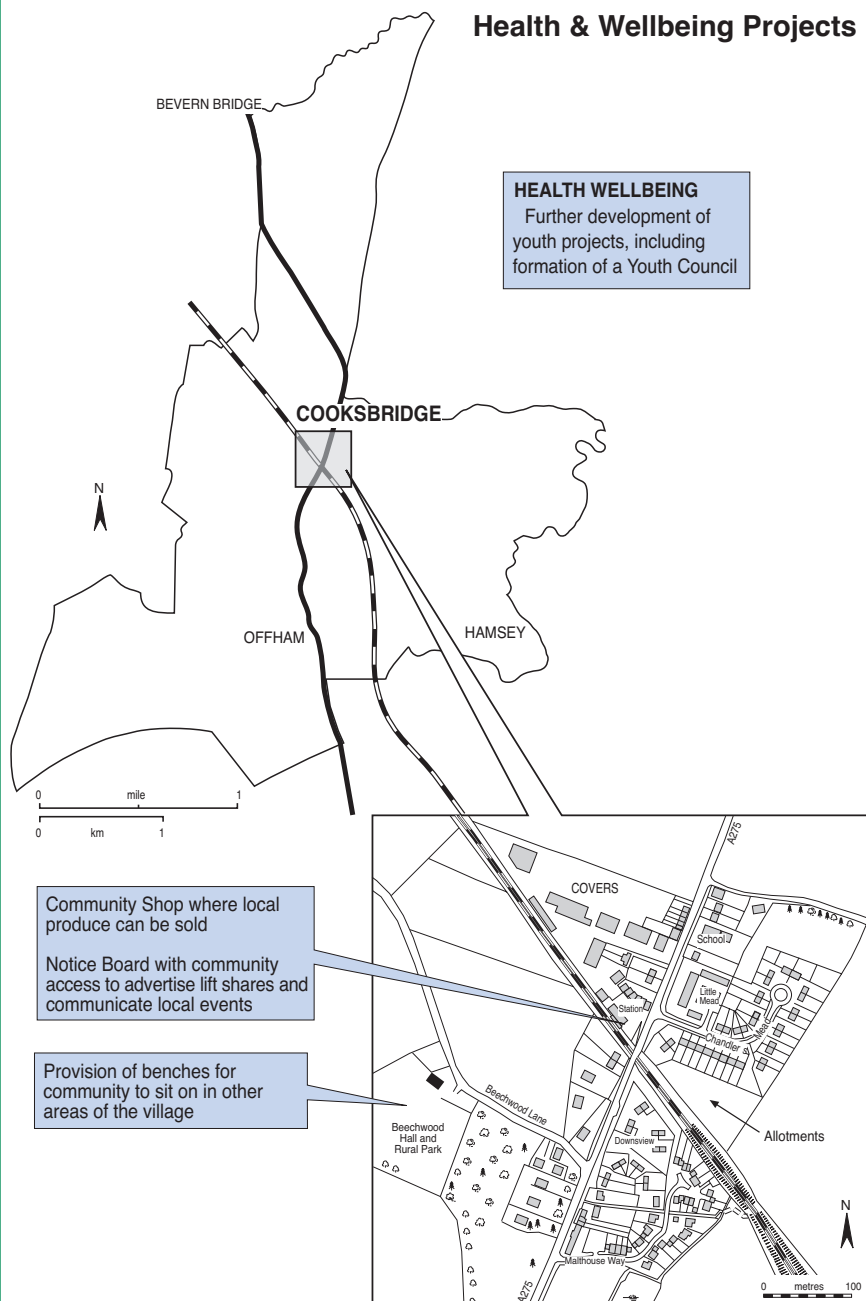 Health & Wellbeing Projects
BEVERN BRIDGE
HEALTH WELLBEING
Further development of
youth projects, including
formation of a Youth Council
COOKSBRIDGE
N
OFFHAM
HAMSEY
0 mile 1
0 km 1
Community Shop where local
produce can be sold
Notice Board with community
access to advertise lift shares and
communicate local events
Provision of benches for
community to sit on in other
areas of the village
A275
COVERS
School
Little
Mead
Station
Chandler's Mead
Beechwood Lane
Beechwood
Hall and
Rural Park
Downsview
Allotments
Malthouse Way
A275
N
0 metres 100